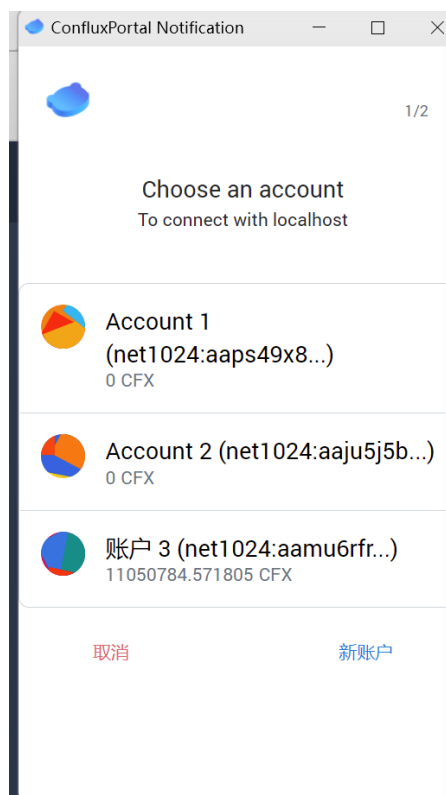 ConfluxPortal Notification
1/2
Choose an account
To connect with localhost
Account 1
(net1024:aaps49x8...)
0 CFX
Account 2 (net1024:aaju5j5b...)
0 CFX
账户 3 (net1024:aamu6rfr...)
11050784.571805 CFX
取消
新账户